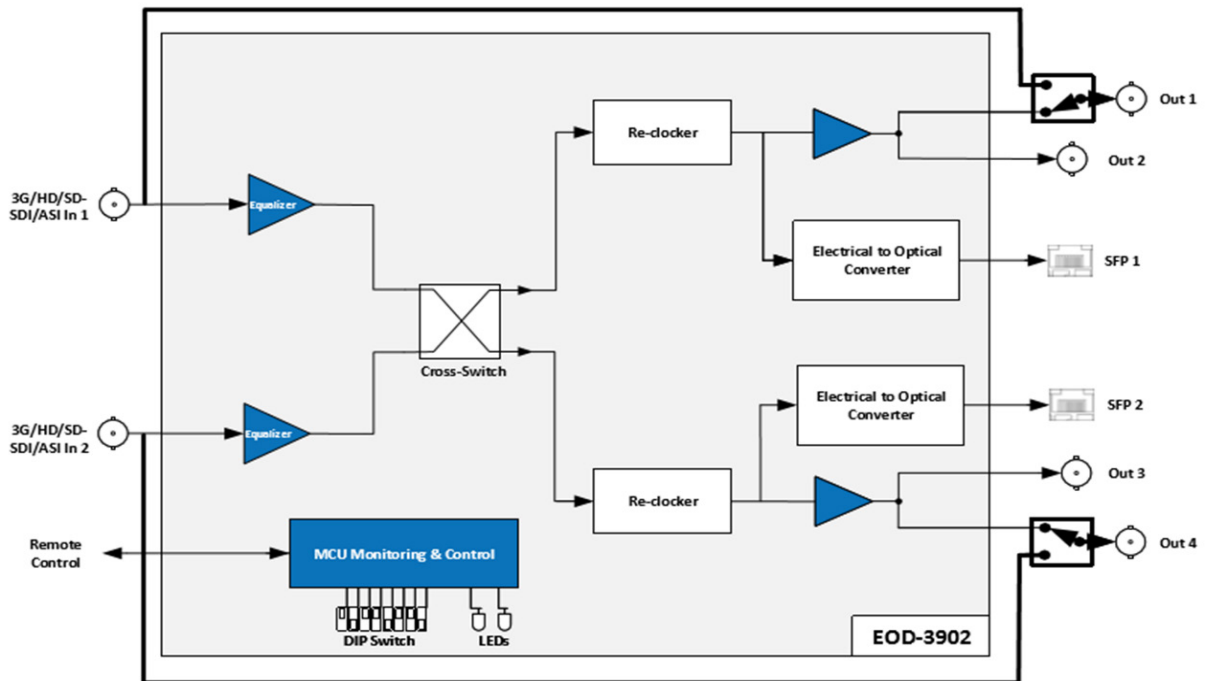 Out 1
Re-clocker
Out 2
3G/HD/SD-
SDI/ASI In 1
Equalizer
Electrical to Optical
Converter
SFP 1
Cross-Switch
Electrical to Optical
Converter
SFP 2
3G/HD/SD-
SDI/ASI In 2
Equalizer
Out 3
Re-clocker
Out 4
Remote
Control
MCU Monitoring & Control
DIP Switch
LEDs
EOD-3902